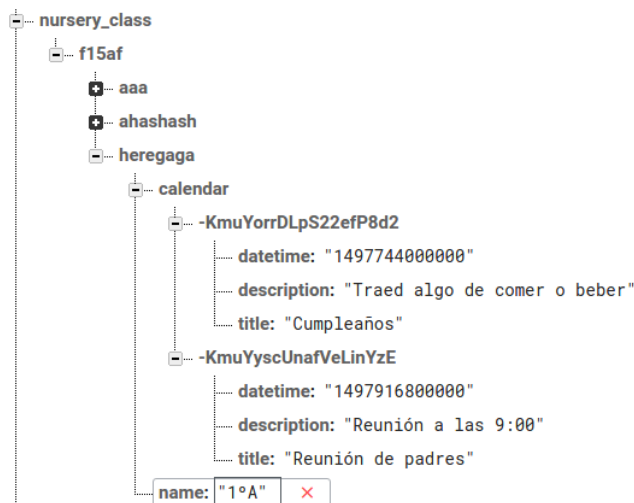 nursery_class
f15af
aaa
ahashash
heregaga
calendar
-KmuYorrDLpS22efP8d2
datetime: "1497744000000"
description: "Traed algo de comer o beber"
title: "Cumpleaños"
-KmuYyscUnafVeLinYzE
datetime: "1497916800000"
description: "Reunión a las 9:00"
title: "Reunión de padres"
name: "1ºA"